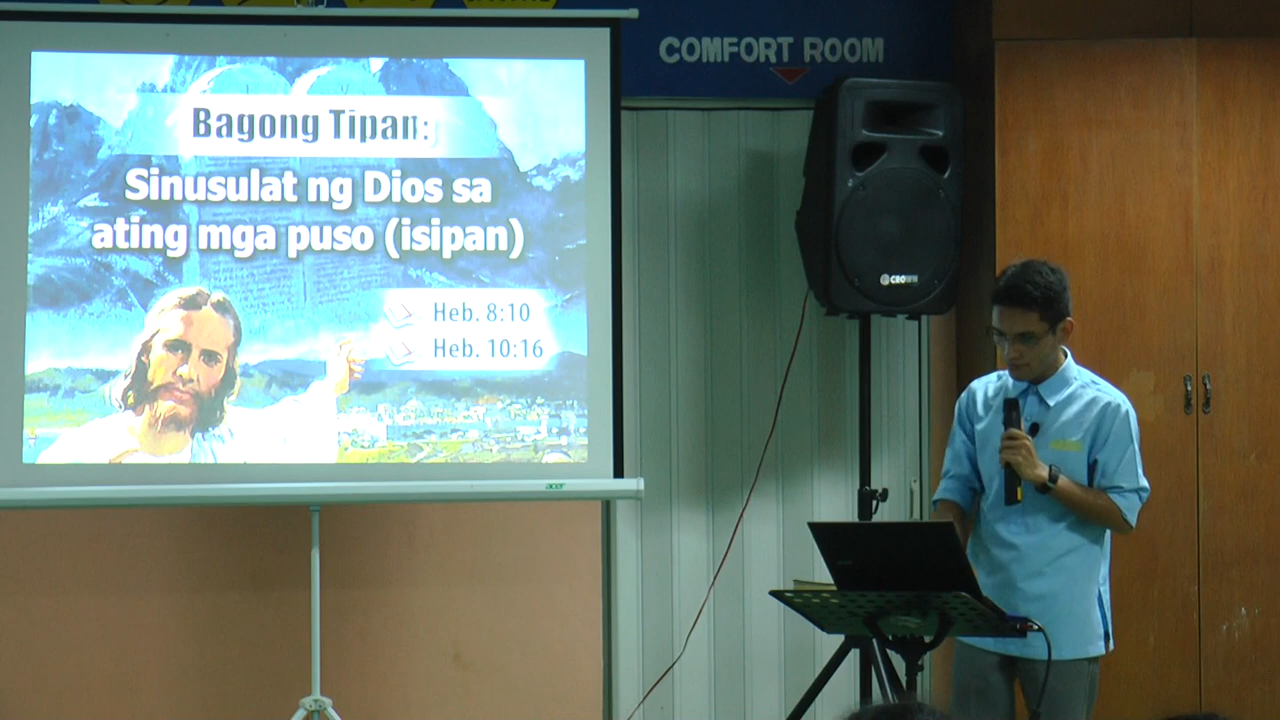 COMFORT ROOM
Bagong Tipan:
Sinusulat ng Dios sa
ating mga puso (isipan)
Heb. 8:10
Heb. 10:16
CROWN
acer